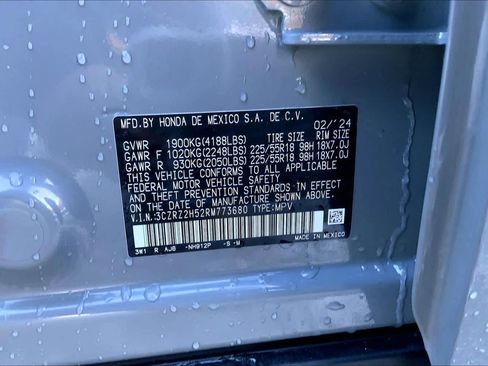 MFD.BY HONDA DE MEXICO S.A. DE C.V.
02/'24
GVWR 1900KG(4188LBS) TIRE SIZE RIM SIZE
GAWR F 1020KG(2248LBS) 225/55R18 98H 18X7.0J
GAWR R 930KG(2050LBS) 225/55R18 98H 18X7.0J
THIS VEHICLE CONFORMS TO ALL APPLICABLE
FEDERAL MOTOR VEHICLE SAFETY
AND THEFT PREVENTION STANDARDS IN EFFECT ON THE
DATE OF MANUFACTURE SHOWN ABOVE.
V.I.N:3CZRZ2H52RM773680 TYPE:MPV
3W1 R AJ8 -NH912P -S -M
MADE IN MEXICO